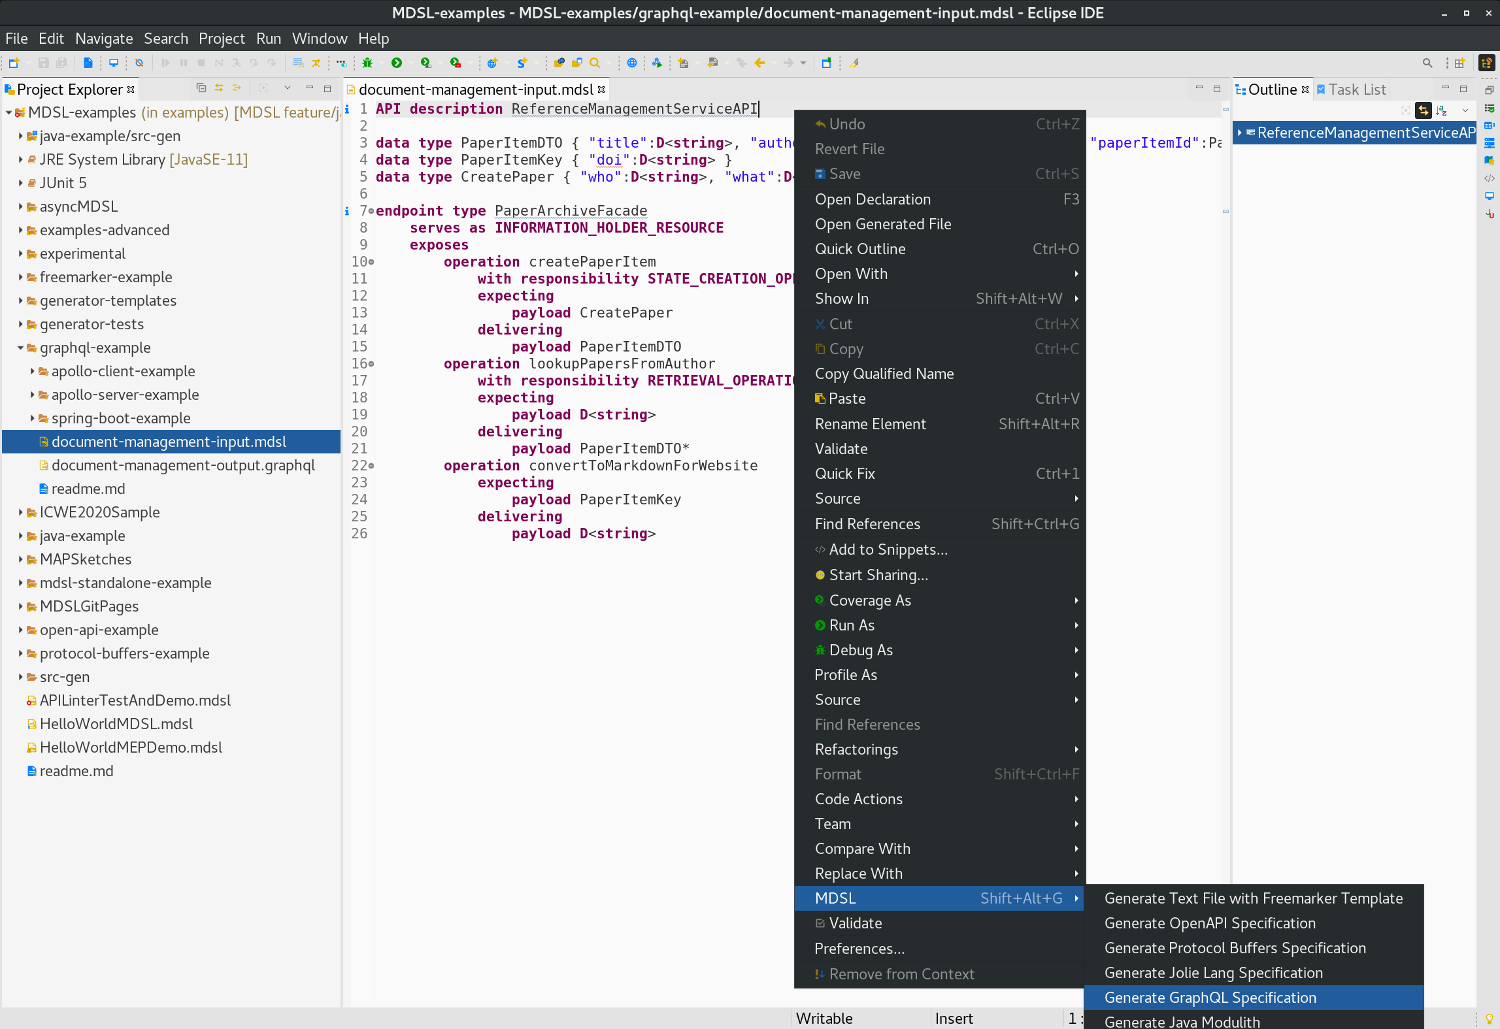 MDSL-examples - MDSL-examples/graphql-example/document-management-input.mdsl - Eclipse IDE
File Edit Navigate Search Project Run Window Help
Project Explorer
MDSL-examples (in examples) [MDSL feature/j
java-example/src-gen
JRE System Library [JavaSE-11]
JUnit 5
asyncMDSL
examples-advanced
experimental
freemarker-example
generator-templates
generator-tests
graphql-example
apollo-client-example
apollo-server-example
spring-boot-example
document-management-input.mdsl
document-management-output.graphql
readme.md
ICWE2020Sample
java-example
MAPSketches
mdsl-standalone-example
MDSLGitPages
open-api-example
protocol-buffers-example
src-gen
APILinterTestAndDemo.mdsl
HelloWorldMDSL.mdsl
HelloWorldMEPDemo.mdsl
readme.md
document-management-input.mdsl
1 API description ReferenceManagementServiceAPI
2
3 data type PaperItemDTO { "title":D<string>, "autho "paperItemId":Pa
4 data type PaperItemKey { "doi":D<string> }
5 data type CreatePaper { "who":D<string>, "what":D<
6
7 endpoint type PaperArchiveFacade
8 serves as INFORMATION_HOLDER_RESOURCE
9 exposes
10 operation createPaperItem
11 with responsibility STATE_CREATION_OPE
12 expecting
13 payload CreatePaper
14 delivering
15 payload PaperItemDTO
16 operation lookupPapersFromAuthor
17 with responsibility RETRIEVAL_OPERATIO
18 expecting
19 payload D<string>
20 delivering
21 payload PaperItemDTO*
22 operation convertToMarkdownForWebsite
23 expecting
24 payload PaperItemKey
25 delivering
26 payload D<string>
Undo Ctrl+Z
Revert File
Save Ctrl+S
Open Declaration F3
Open Generated File
Quick Outline Ctrl+O
Open With
Show In Shift+Alt+W
Cut Ctrl+X
Copy Ctrl+C
Copy Qualified Name
Paste Ctrl+V
Rename Element Shift+Alt+R
Validate
Quick Fix Ctrl+1
Source
Find References Shift+Ctrl+G
Add to Snippets...
Start Sharing...
Coverage As
Run As
Debug As
Profile As
Source
Find References
Refactorings
Format Shift+Ctrl+F
Code Actions
Team
Compare With
Replace With
MDSL Shift+Alt+G
Validate
Preferences...
Remove from Context
Generate Text File with Freemarker Template
Generate OpenAPI Specification
Generate Protocol Buffers Specification
Generate Jolie Lang Specification
Generate GraphQL Specification
Generate Java Modulith
Outline
Task List
ReferenceManagementServiceAP
Writable Insert 1 :